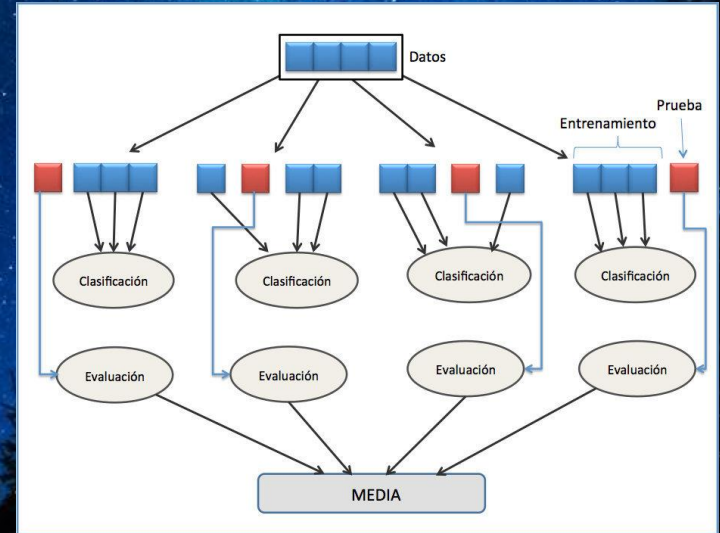 Datos
Prueba
Entrenamiento
Clasificación
Clasificación
Clasificación
Clasificación
Evaluación
Evaluación
Evaluación
Evaluación
MEDIA